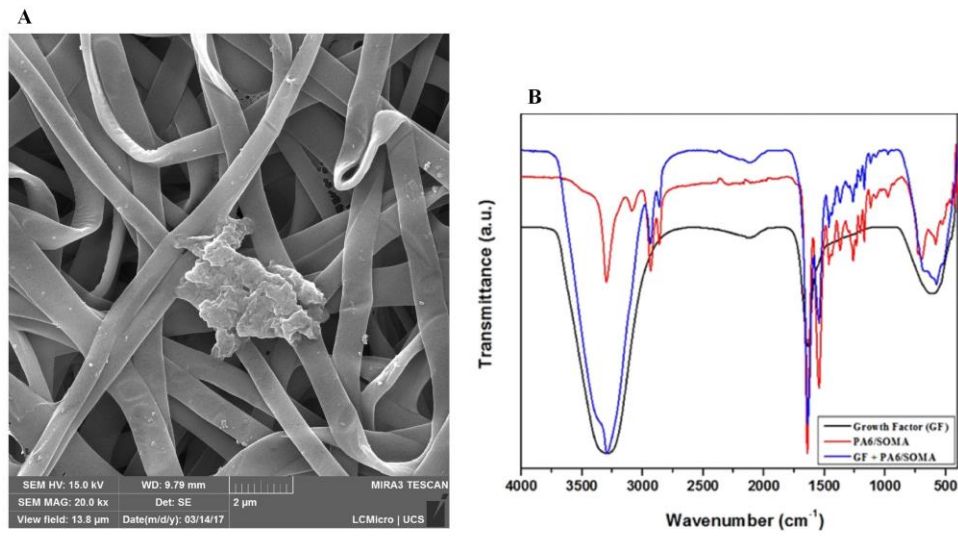 A
SEM HV: 15.0 kV WD: 9.79 mm MIRA3 TESCAN
SEM MAG: 20.0 kx Det: SE 2 µm
View field: 13.8 µm Date(m/d/y): 03/14/17 LCMicro | UCS
B
Transmittance (a.u.)
Growth Factor (GF)
PA6/SOMA
GF + PA6/SOMA
4000 3500 3000 2500 2000 1500 1000 500
Wavenumber (cm⁻¹)